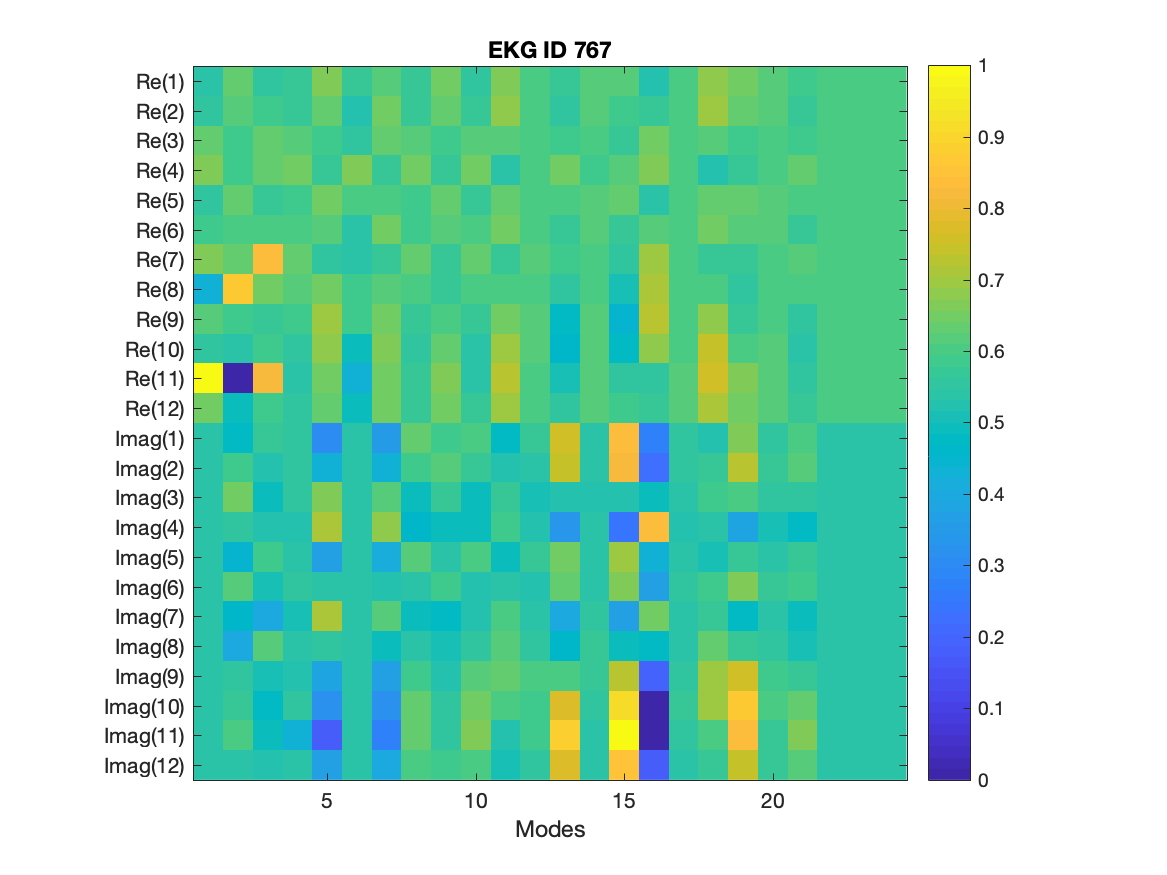 EKG ID 767
Re(1)
Re(2)
Re(3)
Re(4)
Re(5)
Re(6)
Re(7)
Re(8)
Re(9)
Re(10)
Re(11)
Re(12)
Imag(1)
Imag(2)
Imag(3)
Imag(4)
Imag(5)
Imag(6)
Imag(7)
Imag(8)
Imag(9)
Imag(10)
Imag(11)
Imag(12)
5 10 15 20
Modes
1
0.9
0.8
0.7
0.6
0.5
0.4
0.3
0.2
0.1
0